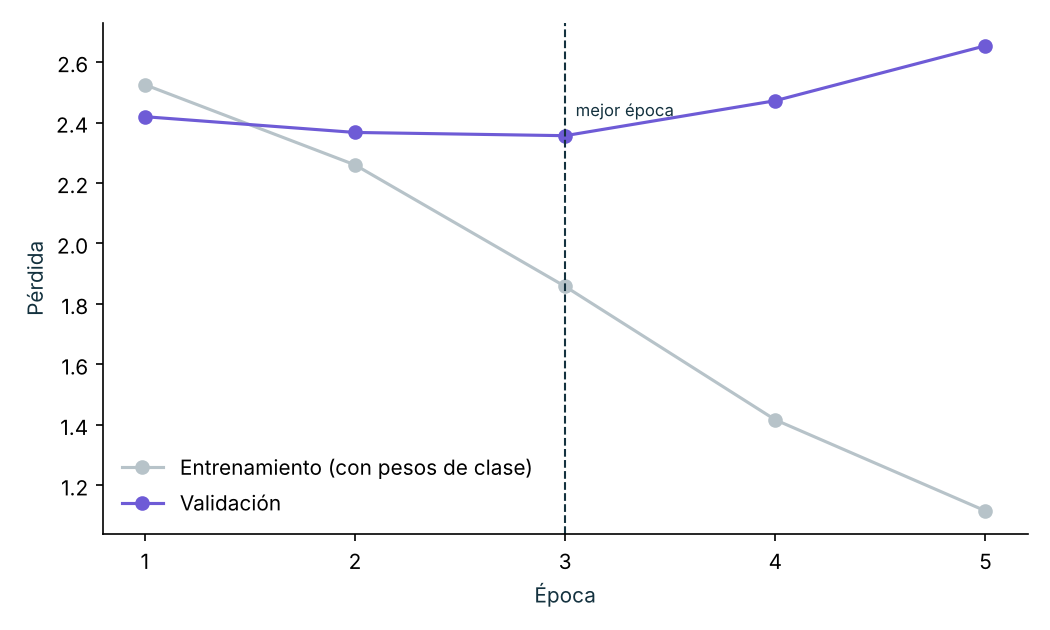 2.6
2.4
2.2
2.0
1.8
1.6
1.4
1.2
Pérdida
mejor época
Entrenamiento (con pesos de clase)
Validación
1 2 3 4 5
Época